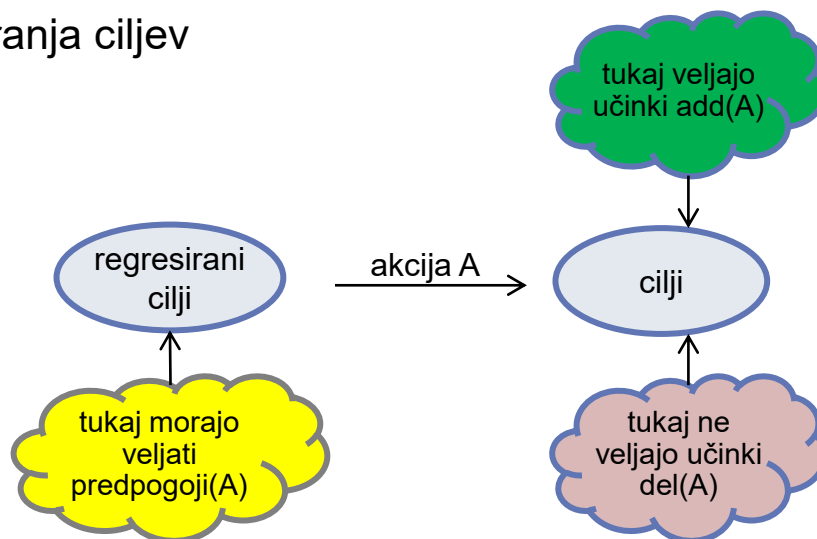 ranja ciljev
tukaj veljajo
učinki add(A)
regresirani
cilji
akcija A
cilji
tukaj morajo
veljati
predpogoji(A)
tukaj ne
veljajo učinki
del(A)